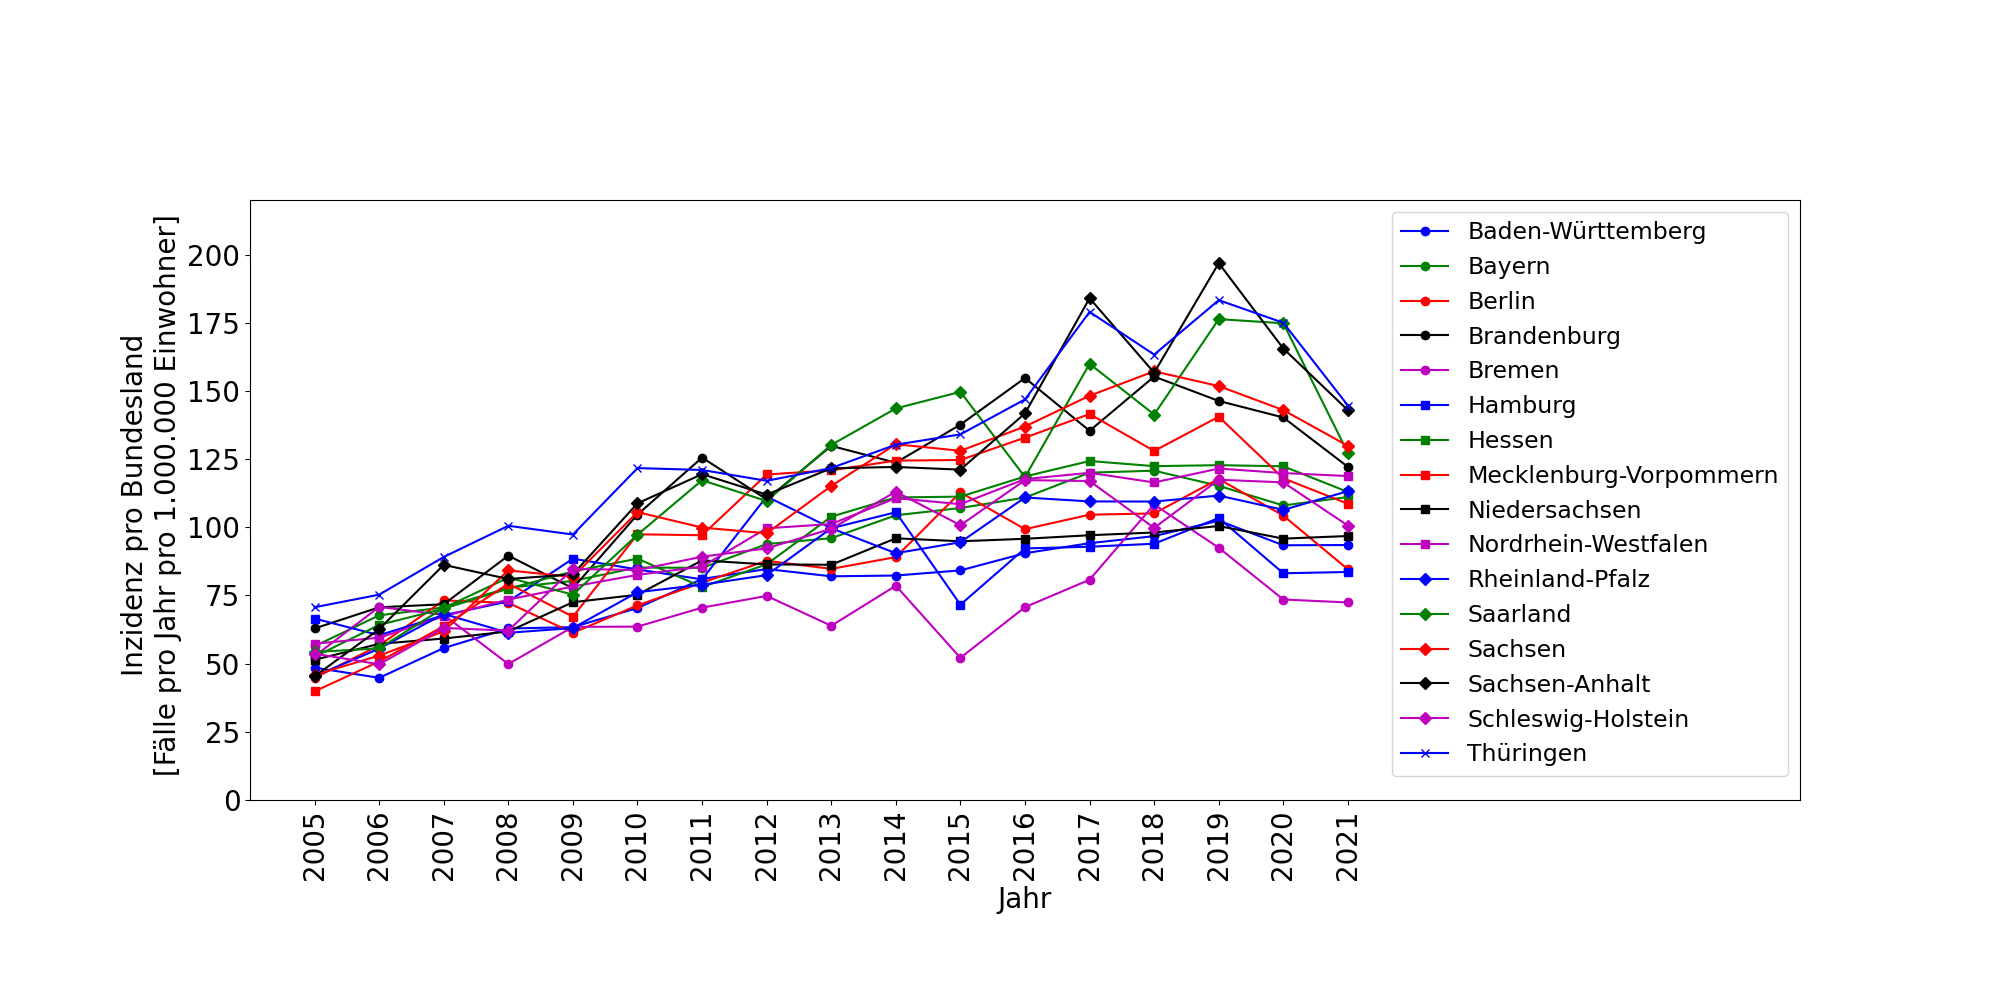 Inzidenz pro Bundesland
[Fälle pro Jahr pro 1.000.000 Einwohner]
200
175
150
125
100
75
50
25
0
Baden-Württemberg
Bayern
Berlin
Brandenburg
Bremen
Hamburg
Hessen
Mecklenburg-Vorpommern
Niedersachsen
Nordrhein-Westfalen
Rheinland-Pfalz
Saarland
Sachsen
Sachsen-Anhalt
Schleswig-Holstein
Thüringen
2005
2006
2007
2008
2009
2010
2011
2012
2013
2014
2015
2016
2017
2018
2019
2020
2021
Jahr